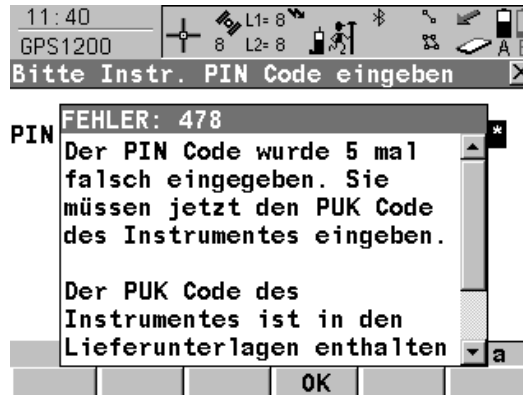 11:40
L1= 8
GPS1200
8 L2= 8
A B
Bitte Instr. PIN Code eingeben X
PIN
*
FEHLER: 478
Der PIN Code wurde 5 mal
falsch eingegeben. Sie
müssen jetzt den PUK Code
des Instrumentes eingeben.
Der PUK Code des
Instrumentes ist in den
Lieferunterlagen enthalten
a
OK